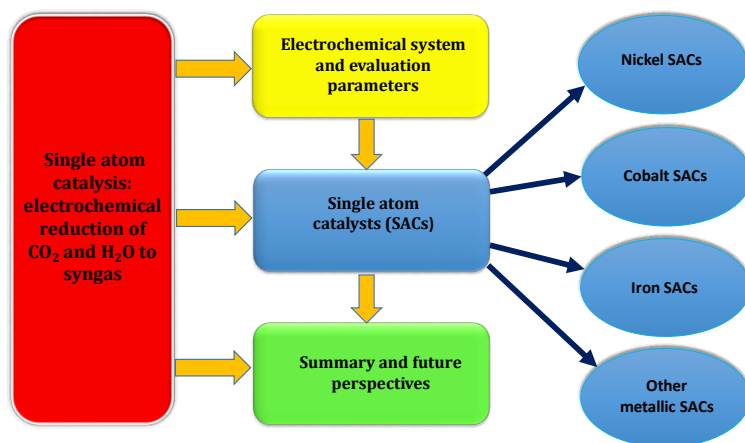 Single atom
catalysis:
electrochemical
reduction of
CO₂ and H₂O to
syngas
Electrochemical system
and evaluation
parameters
Single atom
catalysts (SACs)
Summary and future
perspectives
Nickel SACs
Cobalt SACs
Iron SACs
Other
metallic SACs